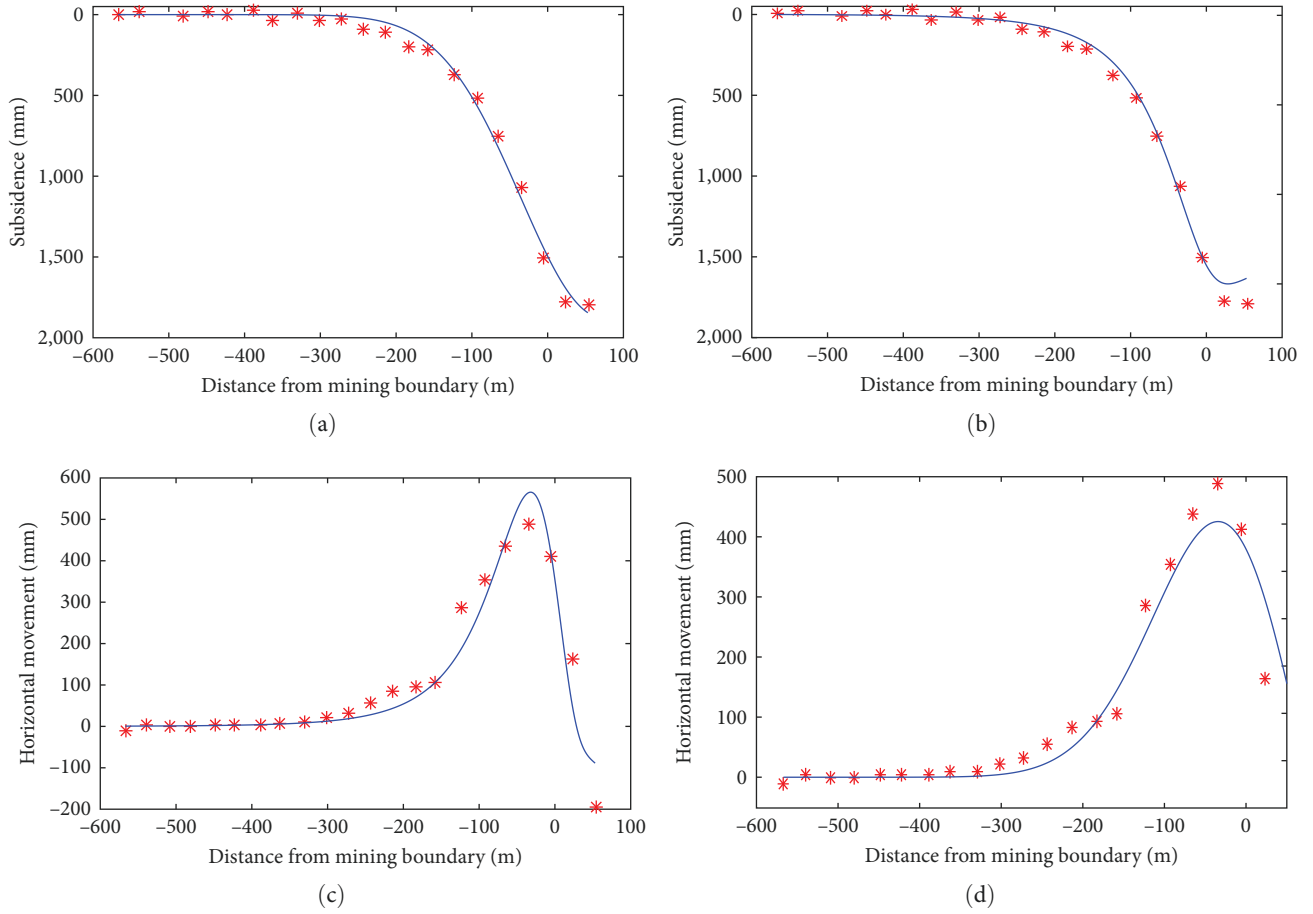 0
500
1,000
1,500
2,000
Subsidence (mm)
–600 –500 –400 –300 –200 –100 0 100
Distance from mining boundary (m)
(a)
0
500
1,000
1,500
2,000
Subsidence (mm)
–600 –500 –400 –300 –200 –100 0 100
Distance from mining boundary (m)
(b)
600
500
400
300
200
100
0
–100
–200
Horizontal movement (mm)
–600 –500 –400 –300 –200 –100 0 100
Distance from mining boundary (m)
(c)
500
400
300
200
100
0
Horizontal movement (mm)
–600 –500 –400 –300 –200 –100 0
Distance from mining boundary (m)
(d)